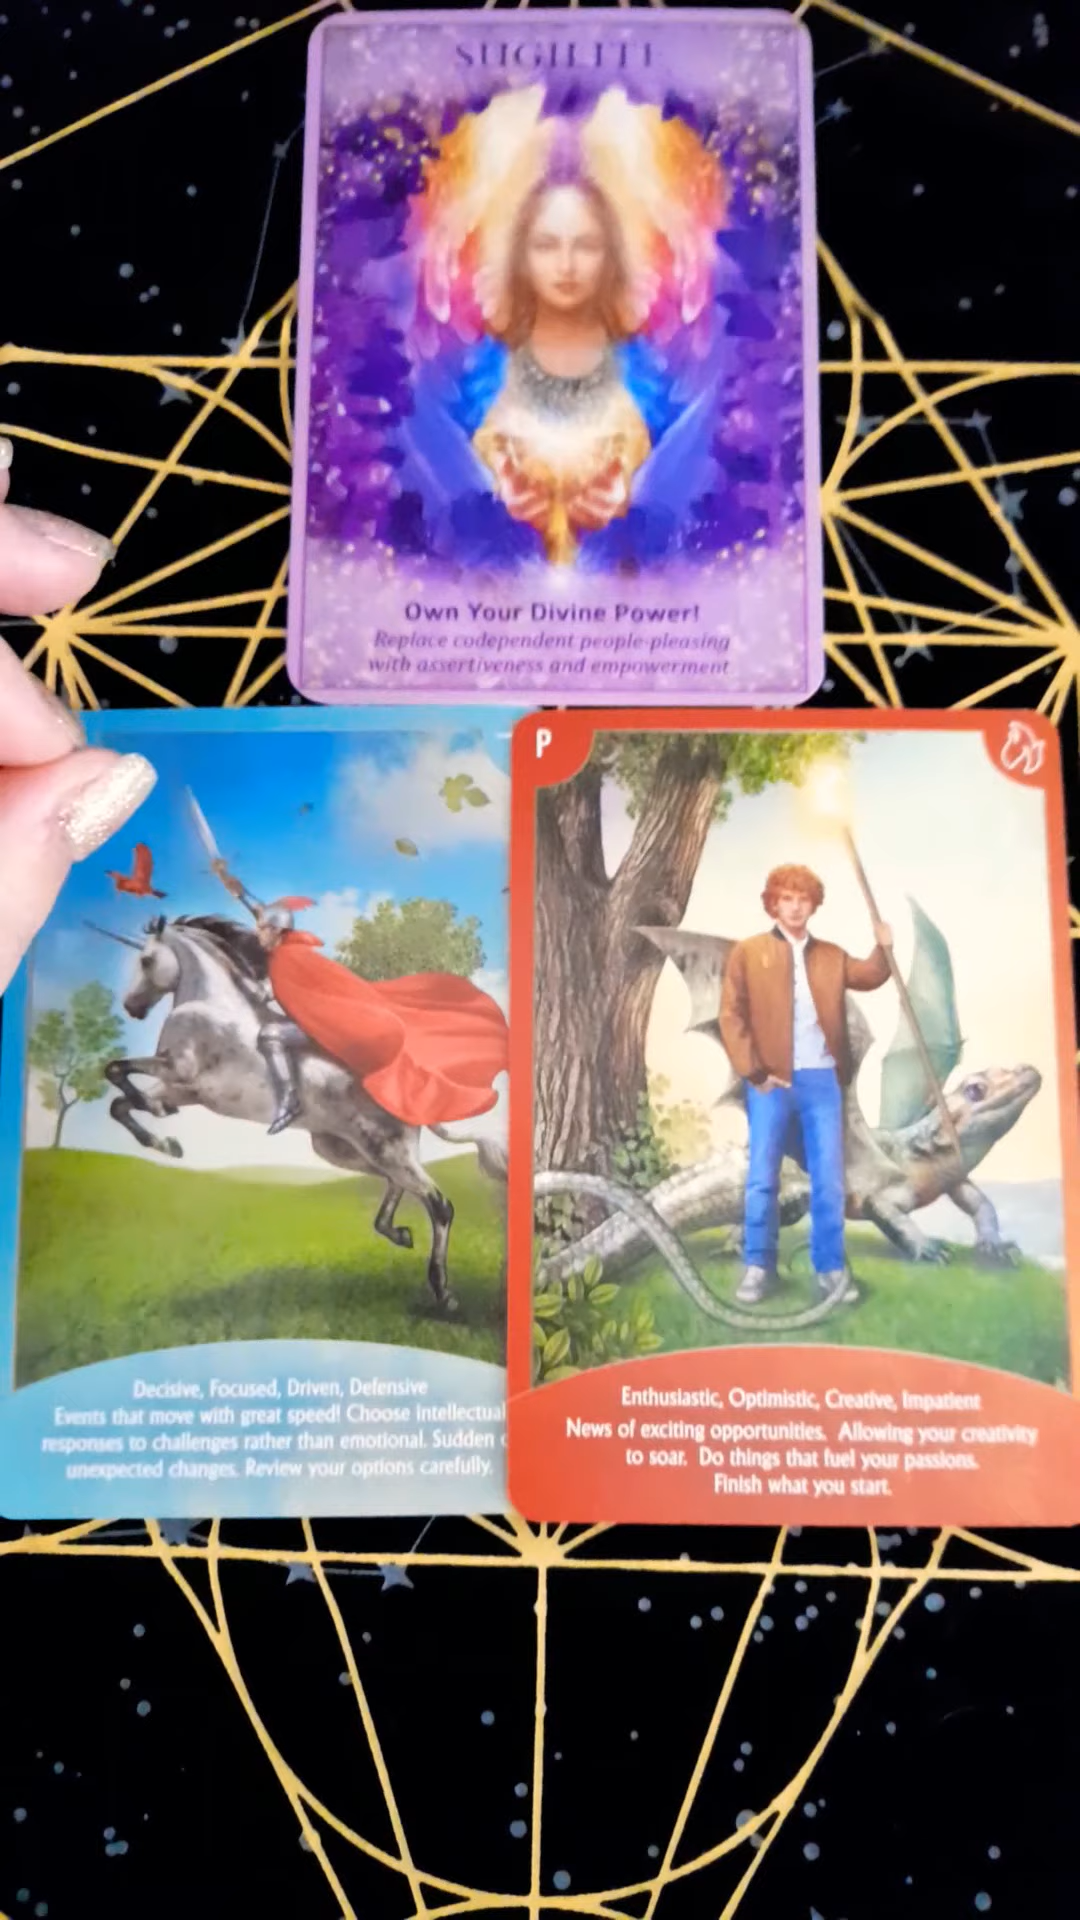 SUGILITE
Own Your Divine Power!
Replace codependent people-pleasing
with assertiveness and empowerment
Decisive, Focused, Driven, Defensive
Events that move with great speed! Choose intellectual
responses to challenges rather than emotional. Sudden
unexpected changes. Review your options carefully.
P
Enthusiastic, Optimistic, Creative, Impatient
News of exciting opportunities. Allowing your creativity
to soar. Do things that fuel your passions.
Finish what you start.